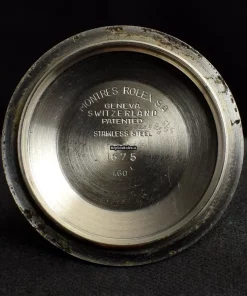 MONTRES ROLEX S.A.
GENEVA
SWITZERLAND
PATENTED
STAINLESS STEEL
1675